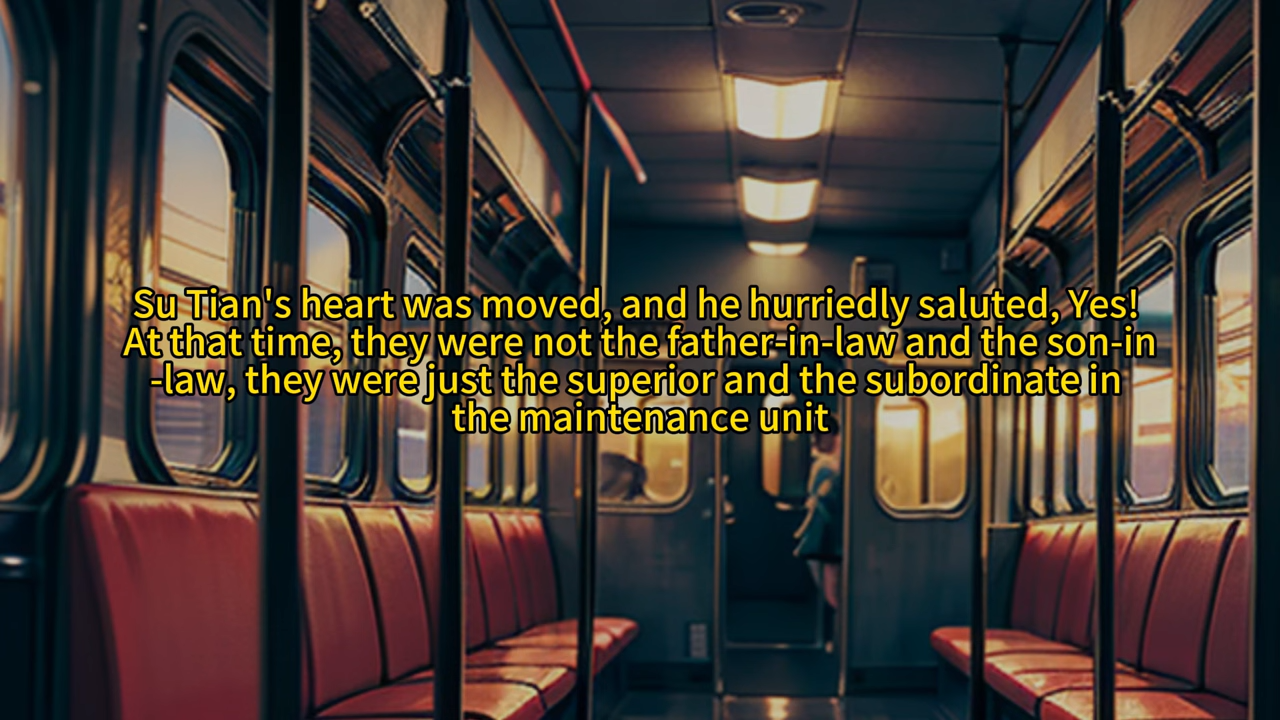 Su Tian's heart was moved, and he hurriedly saluted, Yes!
At that time, they were not the father-in-law and the son-in
-law, they were just the superior and the subordinate in
the maintenance unit